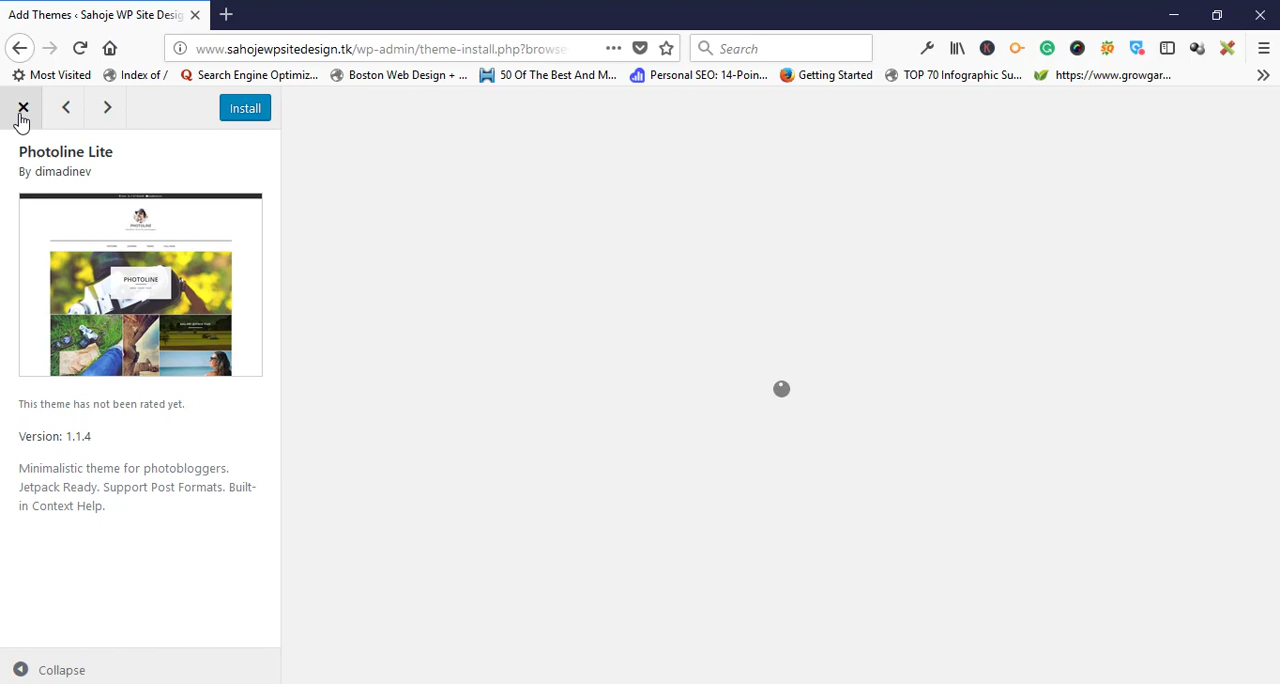 Add Themes ‹ Sahoje WP Site Desig
www.sahojewpsitedesign.tk/wp-admin/theme-install.php?browse
Search
Most Visited
Index of /
Search Engine Optimiz...
Boston Web Design + ...
50 Of The Best And M...
Personal SEO: 14-Poin...
Getting Started
TOP 70 Infographic Su...
https://www.growgar...
Install
Photoline Lite
By dimadinev
PHOTOLINE
PHOTOLINE
This theme has not been rated yet.
Version: 1.1.4
Minimalistic theme for photobloggers.
Jetpack Ready. Support Post Formats. Built-
in Context Help.
Collapse